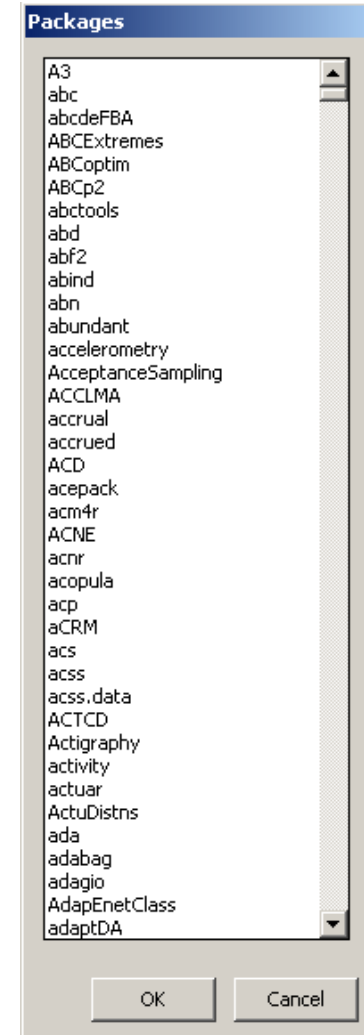 Packages
A3
abc
abcdeFBA
ABCExtremes
ABCoptim
ABCp2
abctools
abd
abf2
abind
abn
abundant
accelerometry
AcceptanceSampling
ACCLMA
accrual
accrued
ACD
acepack
acm4r
ACNE
acnr
acopula
acp
aCRM
acs
acss
acss.data
ACTCD
Actigraphy
activity
actuar
ActuDistns
ada
adabag
adagio
AdapEnetClass
adaptDA
OK Cancel